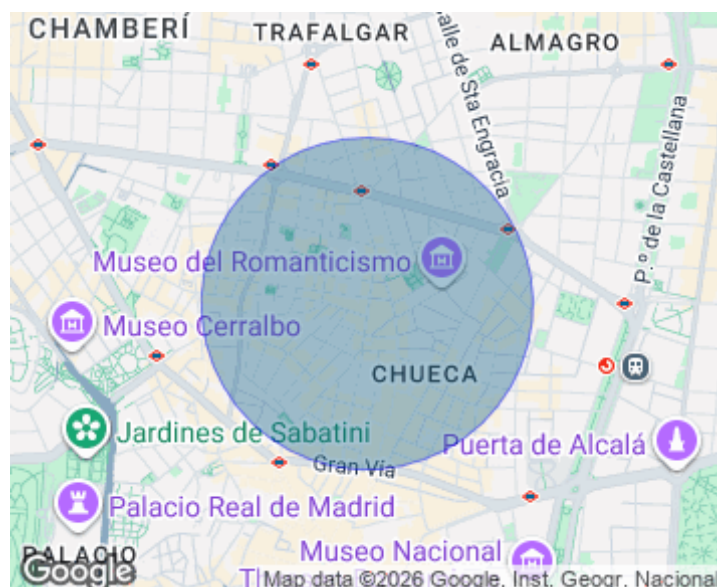 CHAMBERÍ
TRAFALGAR
ALMAGRO
alle de Sta Engracia
P.º de la Castellana
Museo del Romanticismo
Museo Cerralbo
CHUECA
Jardines de Sabatini
Puerta de Alcalá
Gran Vía
Palacio Real de Madrid
PALACIO
Museo Nacional
Th
Google
Map data ©2026 Google, Inst. Geogr. Nacional